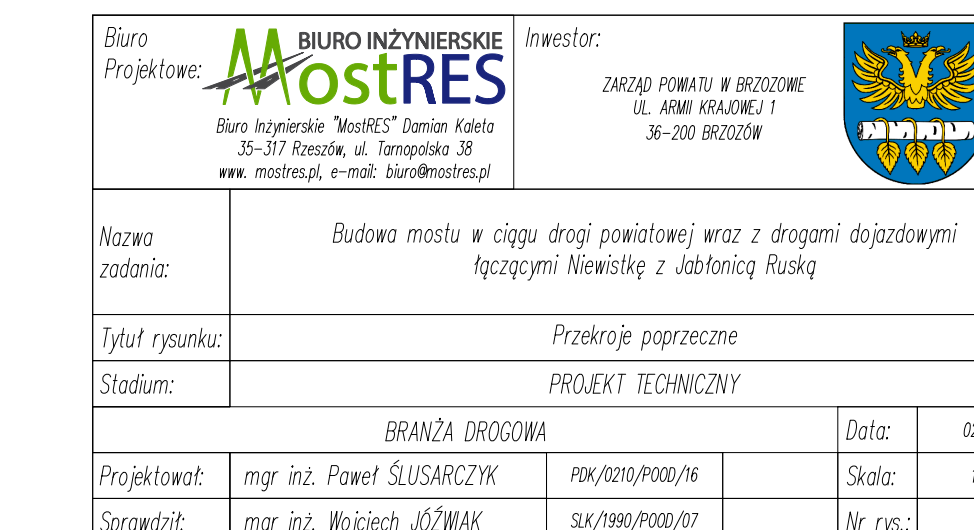 Biuro
Projektowe:
BIURO INŻYNIERSKIE
MostRES
Biuro Inżynierskie "MostRES" Damian Kaleta
35-317 Rzeszów, ul. Tarnopolska 38
www. mostres.pl, e-mail: biuro@mostres.pl
Inwestor:
ZARZĄD POWIATU W BRZOZOWIE
UL. ARMII KRAJOWEJ 1
36-200 BRZOZÓW
Nazwa
zadania:
Budowa mostu w ciągu drogi powiatowej wraz z drogami dojazdowymi
łączącymi Niewistkę z Jabłonicą Ruską
Tytuł rysunku:
Przekroje poprzeczne
Stadium:
PROJEKT TECHNICZNY
BRANŻA DROGOWA
Data:
Projektował:
mgr inż. Paweł ŚLUSARCZYK
PDK/0210/POOD/16
Skala:
Sprawdził:
mgr inż. Wojciech JÓŹWIAK
SLK/1990/POOD/07
Nr rys.: